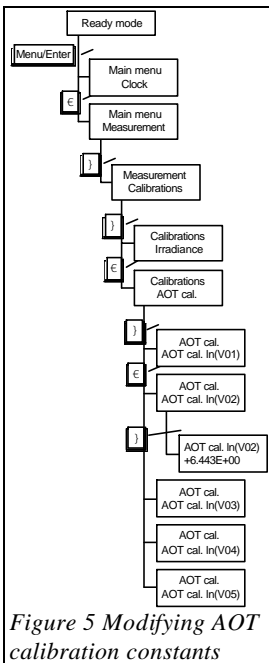 Ready mode
Menu/Enter
Main menu
Clock
€
Main menu
Measurement
}
Measurement
Calibrations
}
Calibrations
Irradiance
€
Calibrations
AOT cal.
}
AOT cal.
AOT cal. ln(V01)
€
AOT cal.
AOT cal. ln(V02)
}
AOT cal. ln(V02)
+6.443E+00
AOT cal.
AOT cal. ln(V03)
AOT cal.
AOT cal. ln(V04)
AOT cal.
AOT cal. ln(V05)
Figure 5 Modifying AOT
calibration constants